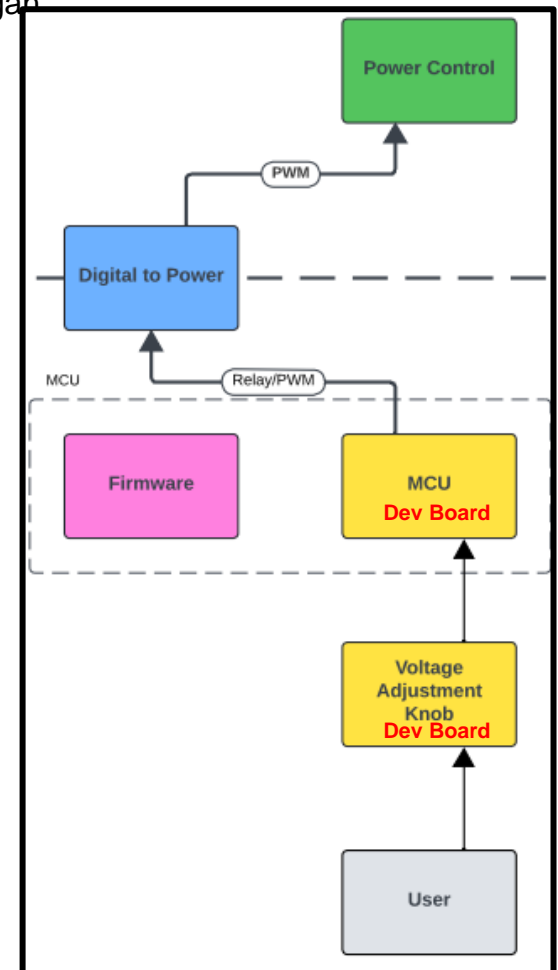 Power Control
PWM
Digital to Power
Relay/PWM
MCU
Firmware
MCU
Dev Board
Voltage
Adjustment
Knob
Dev Board
User